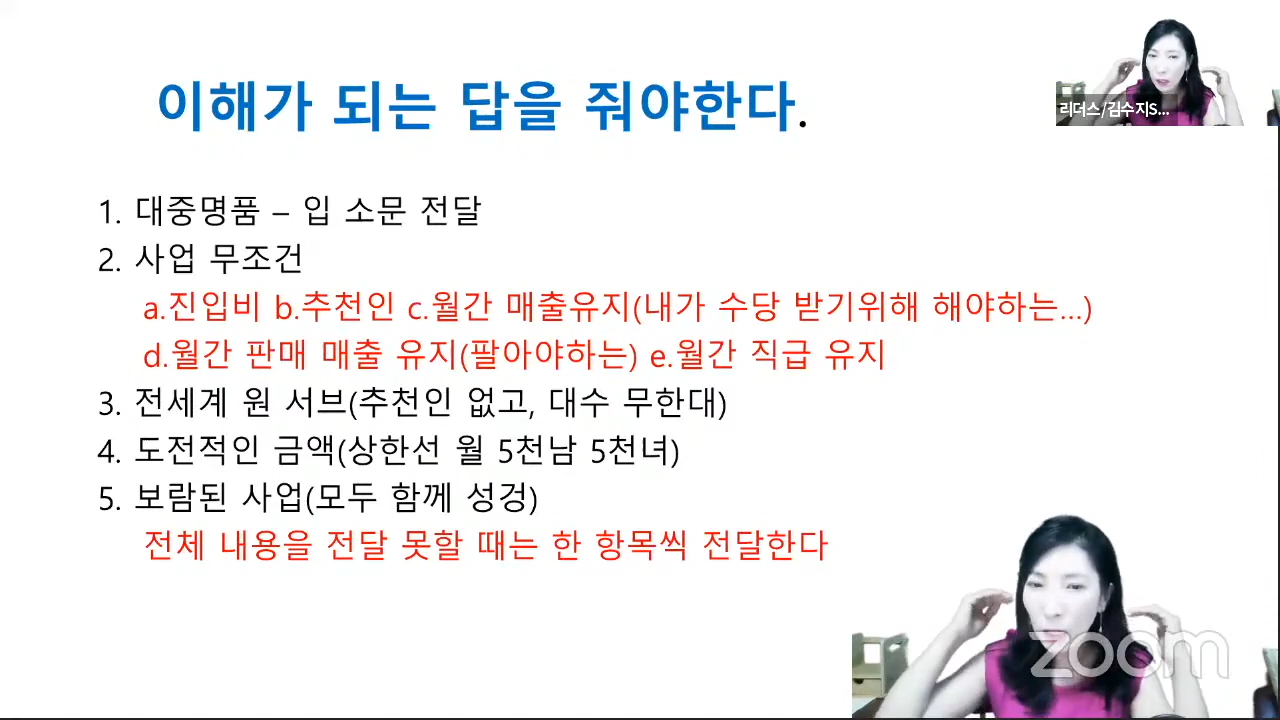 이해가 되는 답을 줘야한다.
리더스/김수지S...
1. 대중명품 – 입 소문 전달
2. 사업 무조건
a.진입비 b.추천인 c.월간 매출유지(내가 수당 받기위해 해야하는...)
d.월간 판매 매출 유지(팔아야하는) e.월간 직급 유지
3. 전세계 원 서브(추천인 없고, 대수 무한대)
4. 도전적인 금액(상한선 월 5천남 5천녀)
5. 보람된 사업(모두 함께 성겅)
전체 내용을 전달 못할 때는 한 항목씩 전달한다
zoom